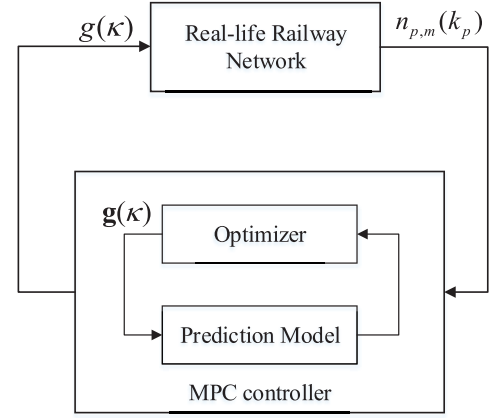 g(κ)
Real-life Railway
Network
n_{p,m}(k_p)
𝐠(κ)
Optimizer
Prediction Model
MPC controller